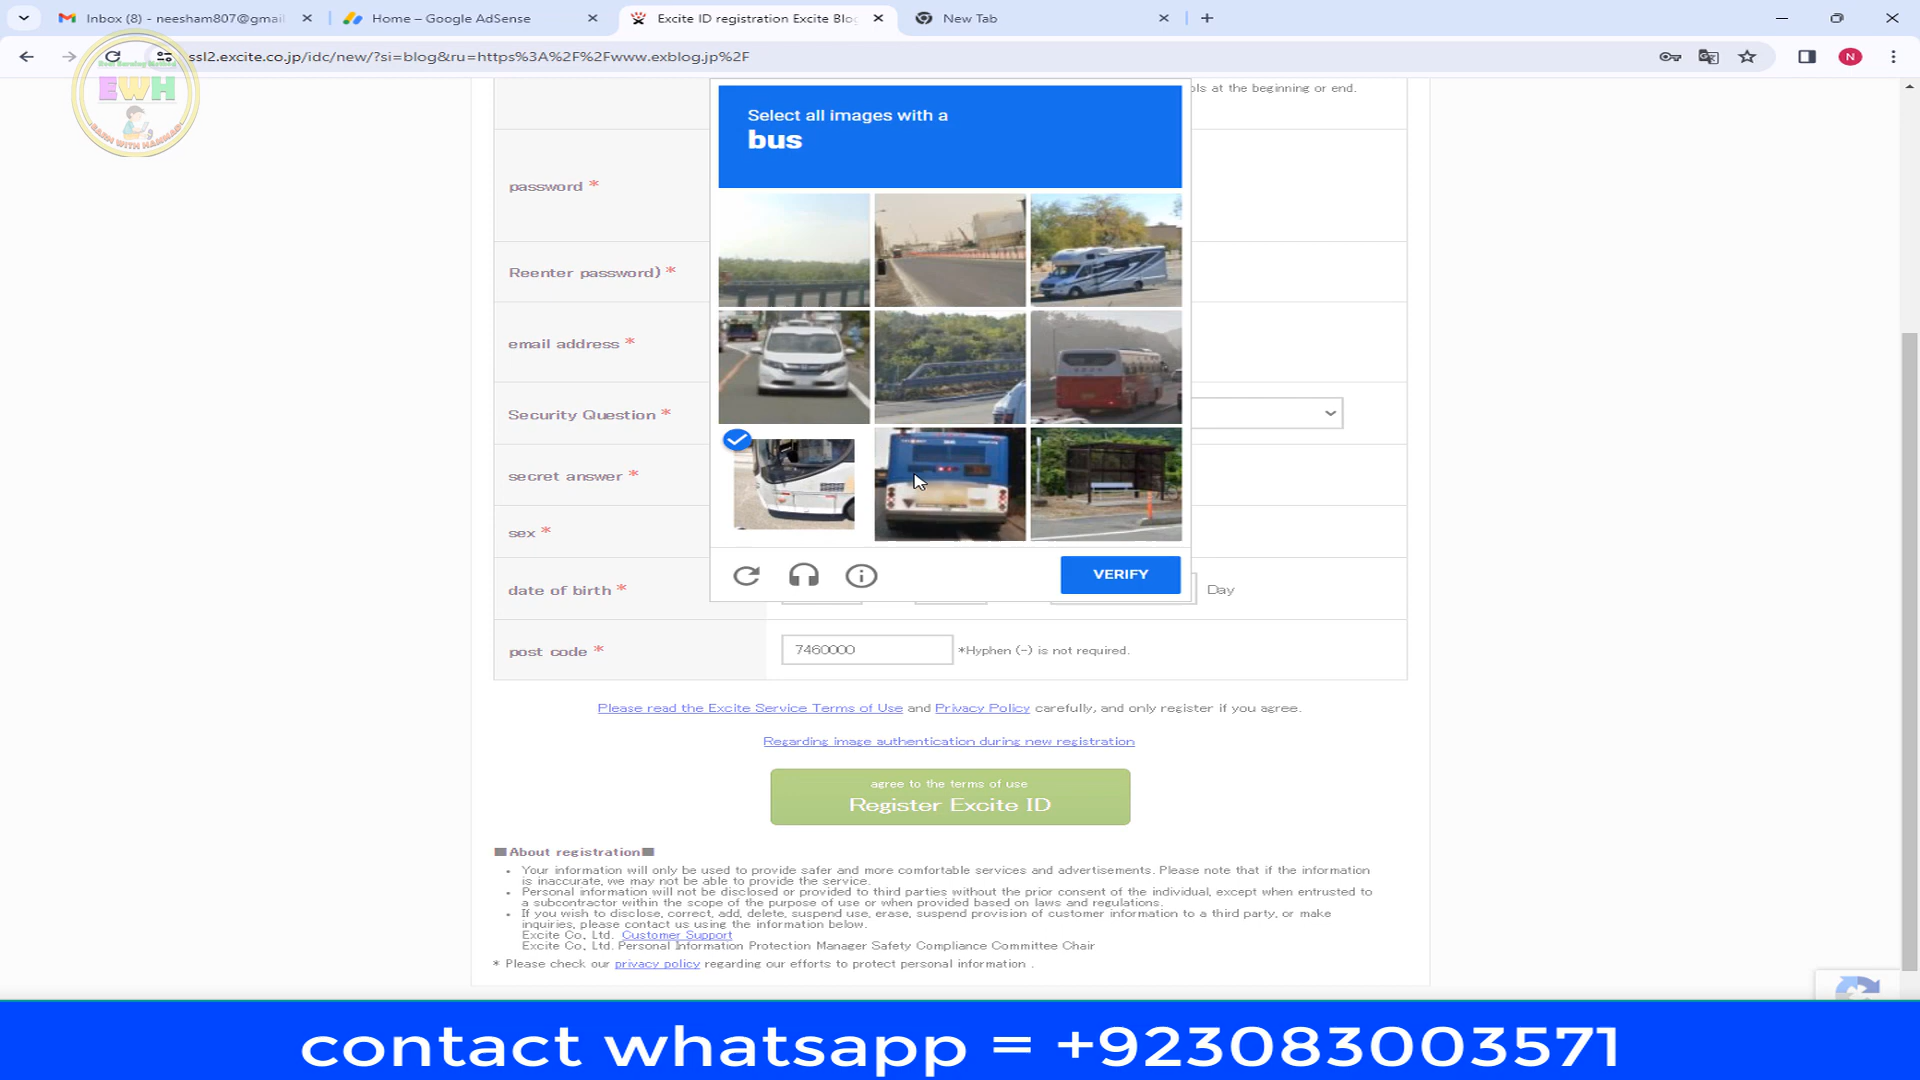 Inbox (8) - neesham807@gmai
Home – Google AdSense
Excite ID registration Excite Blo
New Tab
ssl2.excite.co.jp/idc/new/?si=blog&ru=https%3A%2F%2Fwww.exblog.jp%2F
EWH
EARN WITH HAMMAD
ols at the beginning or end.
Select all images with a
bus
password *
Reenter password) *
email address *
Security Question *
secret answer *
sex *
VERIFY
date of birth *
Day
post code *
7460000
*Hyphen (-) is not required.
Please read the Excite Service Terms of Use and Privacy Policy carefully, and only register if you agree.
Regarding image authentication during new registration
agree to the terms of use
Register Excite ID
■About registration■
• Your information will only be used to provide safer and more comfortable services and advertisements. Please note that if the information
is inaccurate, we may not be able to provide the service.
• Personal information will not be disclosed or provided to third parties without the prior consent of the individual, except when entrusted to
a subcontractor within the scope of the purpose of use or when provided based on laws and regulations.
• If you wish to disclose, correct, add, delete, suspend use, erase, suspend provision of customer information to a third party, or make
inquiries, please contact us using the information below.
Excite Co., Ltd. Customer Support
Excite Co., Ltd. Personal Information Protection Manager Safety Compliance Committee Chair
* Please check our privacy policy regarding our efforts to protect personal information .
contact whatsapp = +923083003571